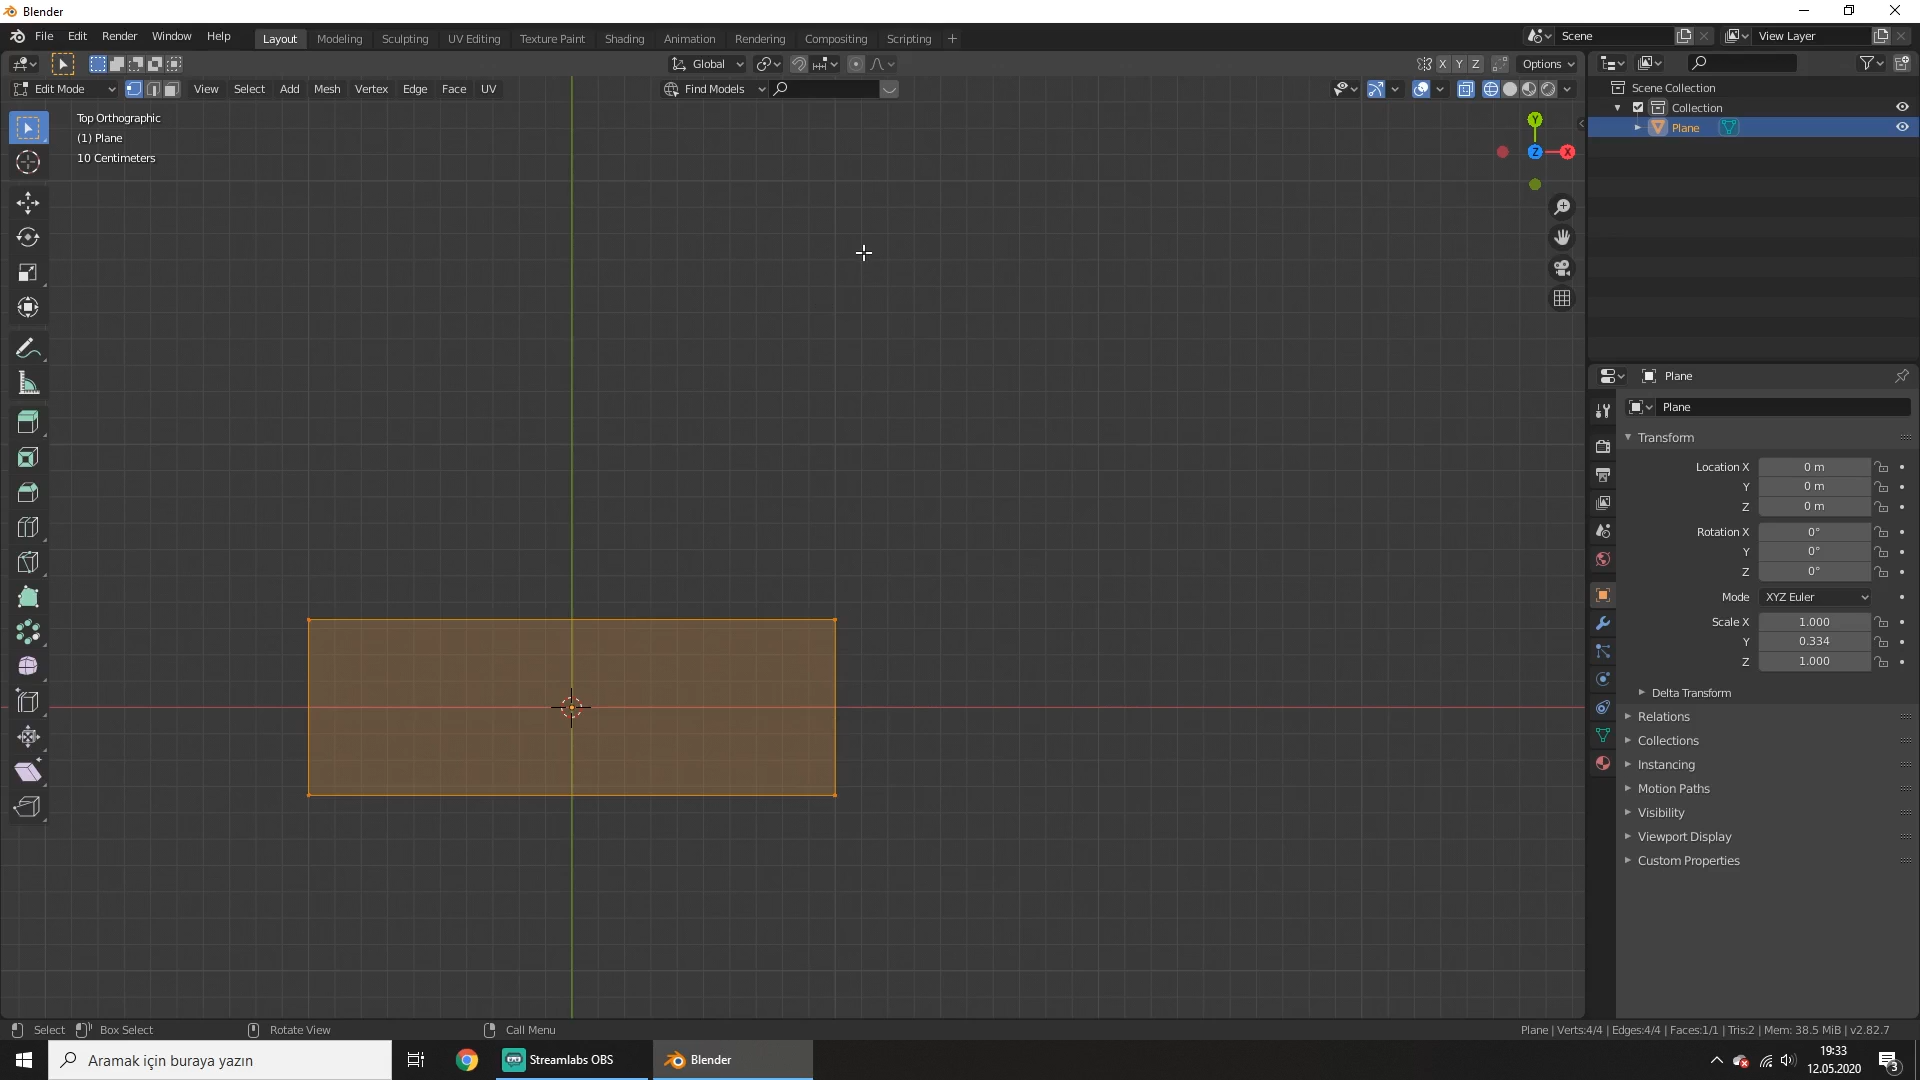 Blender
File Edit Render Window Help Layout Modeling Sculpting UV Editing Texture Paint Shading Animation Rendering Compositing Scripting + Scene View Layer
Global X Y Z Options
Edit Mode View Select Add Mesh Vertex Edge Face UV Find Models
Scene Collection
Collection
Plane
Top Orthographic
(1) Plane
10 Centimeters
Y
Z X
Plane
Plane
Transform
Location X 0 m
Y 0 m
Z 0 m
Rotation X 0°
Y 0°
Z 0°
Mode XYZ Euler
Scale X 1.000
Y 0.334
Z 1.000
Delta Transform
Relations
Collections
Instancing
Motion Paths
Visibility
Viewport Display
Custom Properties
Select Box Select Rotate View Call Menu Plane | Verts:4/4 | Edges:4/4 | Faces:1/1 | Tris:2 | Mem: 38.5 MiB | v2.82.7
Aramak için buraya yazın Streamlabs OBS Blender 19:33
12.05.2020 3